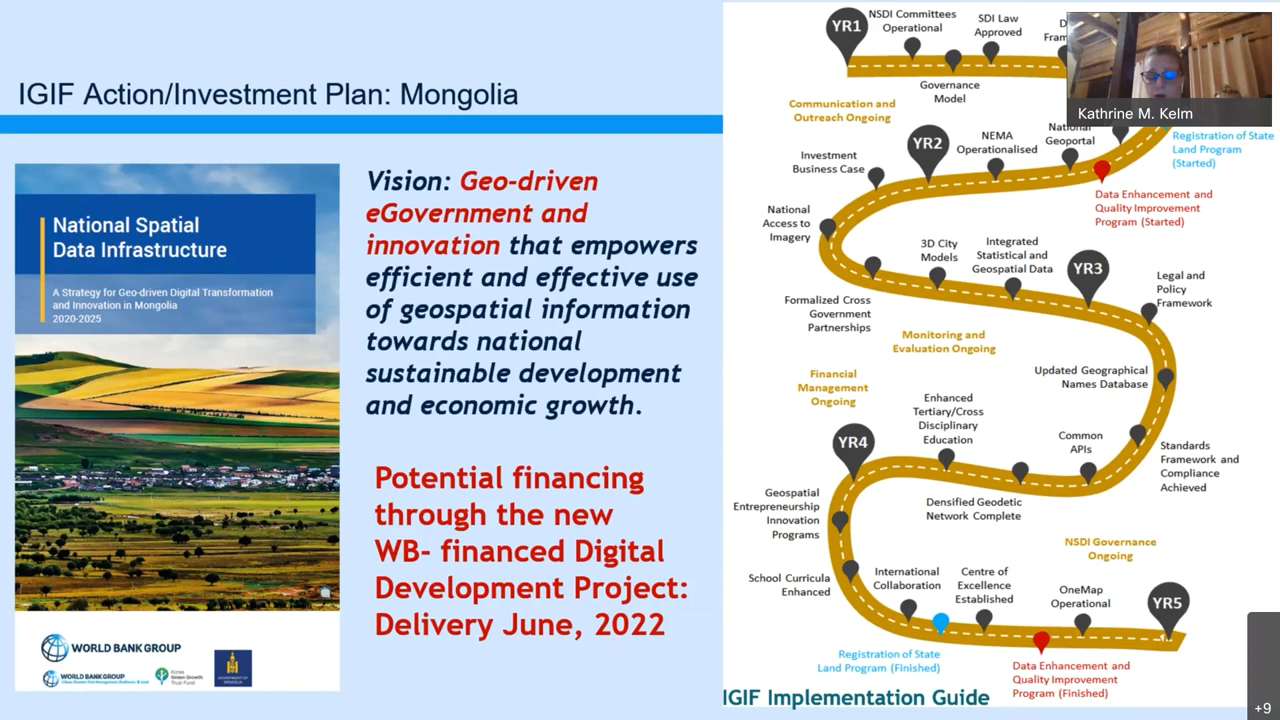 IGIF Action/Investment Plan: Mongolia
National Spatial
Data Infrastructure
A Strategy for Geo-driven Digital Transformation
and Innovation in Mongolia
2020-2025
WORLD BANK GROUP
WORLD BANK GROUP
Korea
Green Growth
Trust Fund
GOVERNMENT OF
MONGOLIA
Vision: Geo-driven
eGovernment and
innovation that empowers
efficient and effective use
of geospatial information
towards national
sustainable development
and economic growth.
Potential financing
through the new
WB- financed Digital
Development Project:
Delivery June, 2022
YR1
NSDI Committees
Operational
SDI Law
Approved
Governance
Model
Kathrine M. Kelm
Communication and
Outreach Ongoing
Registration of State
Land Program
(Started)
YR2
NEMA
Operationalised
National
Geoportal
Investment
Business Case
Data Enhancement and
Quality Improvement
Program (Started)
National
Access to
Imagery
3D City
Models
Integrated
Statistical and
Geospatial Data
YR3
Legal and
Policy
Framework
Formalized Cross
Government
Partnerships
Monitoring and
Evaluation Ongoing
Financial
Management
Ongoing
Updated Geographical
Names Database
Enhanced
Tertiary/Cross
Disciplinary
Education
YR4
Common
APIs
Standards
Framework and
Compliance
Achieved
Geospatial
Entrepreneurship
Innovation
Programs
Densified Geodetic
Network Complete
NSDI Governance
Ongoing
School Curricula
Enhanced
International
Collaboration
Centre of
Excellence
Established
OneMap
Operational
YR5
Registration of State
Land Program (Finished)
Data Enhancement and
Quality Improvement
Program (Finished)
IGIF Implementation Guide
+9